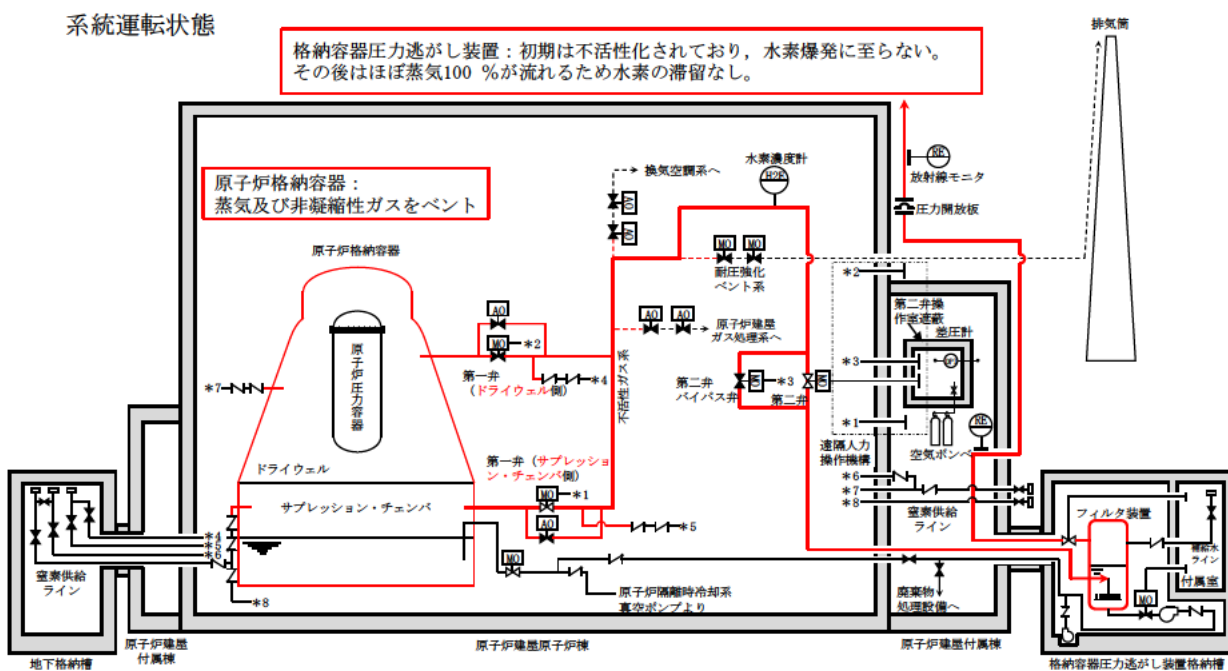 系統運転状態
排気筒
格納容器圧力逃がし装置：初期は不活性化されており，水素爆発に至らない。
その後はほぼ蒸気100 %が流れるため水素の滞留なし。
水素濃度計
H2E
RE
放射線モニタ
換気空調系へ
原子炉格納容器：
蒸気及び非凝縮性ガスをベント
圧力開放板
原子炉格納容器
AO
AO
MO
MO
耐圧強化
ベント系
*2
第二弁操
作室遮蔽
差圧計
AO
AO
AO
原子炉建屋
ガス処理系へ
MO
*2
原子炉圧力容器
*7
第一弁
（ドライウェル側）
*4
不活性ガス系
第二弁
バイパス弁
*3
第二弁
*3
*1
RE
遠隔人力
操作機構
空気ボンベ
ドライウェル
第一弁（サプレッショ
ン・チェンバ側）
MO
*1
AO
*5
サプレッション・チェンバ
*6
*7
*8
窒素供給
ライン
フィルタ装置
補給水
ライン
付属室
*4
*5
*6
窒素供給
ライン
MO
MO
*8
原子炉隔離時冷却系
真空ポンプより
廃棄物
処理設備へ
原子炉建屋
付属棟
原子炉建屋原子炉棟
原子炉建屋付属棟
地下格納槽
格納容器圧力逃がし装置格納槽